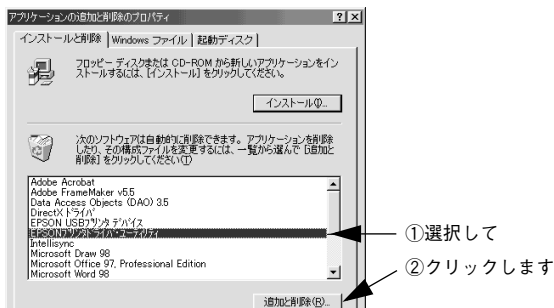 アプリケーションの追加と削除のプロパティ
インストールと削除 Windows ファイル 起動ディスク
フロッピー ディスクまたは CD-ROM から新しいアプリケーションをイン
ストールするには、[インストール] をクリックしてください。
インストール(I)...
次のソフトウェアは自動的に削除できます。アプリケーションを削除
したり、その構成ファイルを変更するには、一覧から選んで [追加と
削除] をクリックしてください(T)
Adobe Acrobat
Adobe FrameMaker v5.5
Data Access Objects (DAO) 3.5
DirectX ドライバ
EPSON USBプリンタ デバイス
EPSONプリンタドライバ・ユーティリティ
Intellisync
Microsoft Draw 98
Microsoft Office 97, Professional Edition
Microsoft Word 98
追加と削除(R)...
①選択して
②クリックします